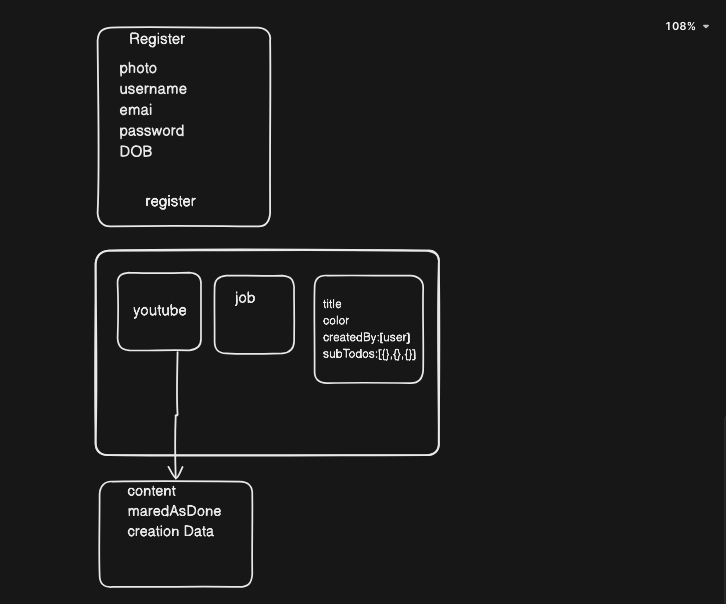 108%
Register
photo
username
emai
password
DOB
register
youtube
job
title
color
createdBy:[user]
subTodos:[{},{},{}]
content
maredAsDone
creation Data